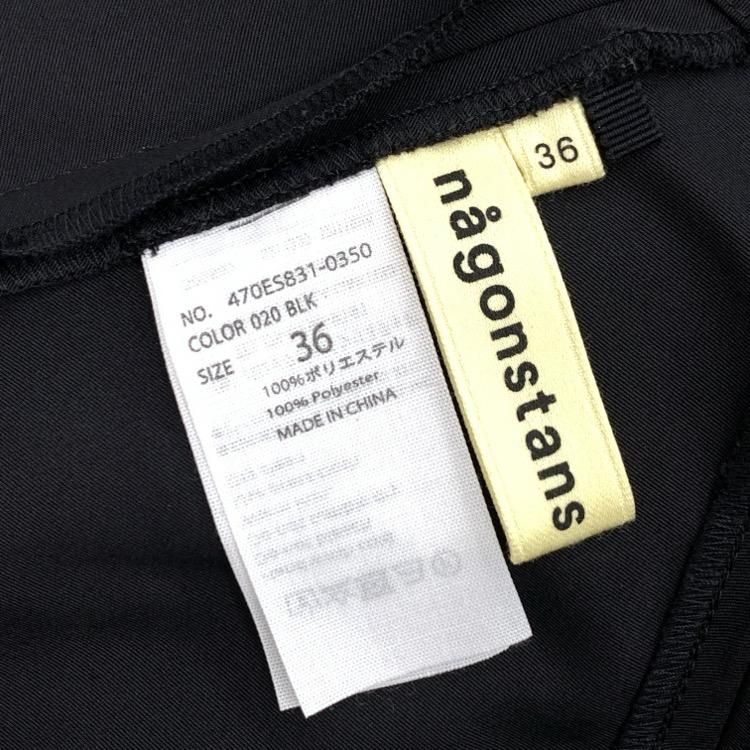 36
någonstans
NO. 470ES831-0350
COLOR 020 BLK
SIZE 36
100%ポリエステル
100% Polyester
MADE IN CHINA